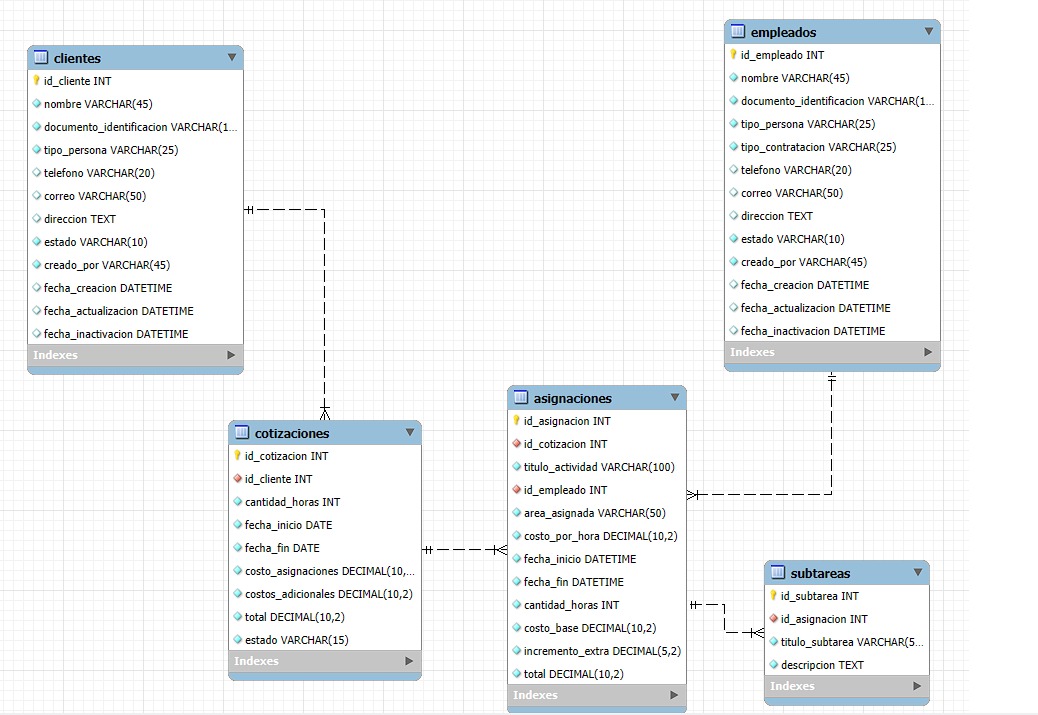 clientes
id_cliente INT
nombre VARCHAR(45)
documento_identificacion VARCHAR(1...
tipo_persona VARCHAR(25)
telefono VARCHAR(20)
correo VARCHAR(50)
direccion TEXT
estado VARCHAR(10)
creado_por VARCHAR(45)
fecha_creacion DATETIME
fecha_actualizacion DATETIME
fecha_inactivacion DATETIME
Indexes
empleados
id_empleado INT
nombre VARCHAR(45)
documento_identificacion VARCHAR(1...
tipo_persona VARCHAR(25)
tipo_contratacion VARCHAR(25)
telefono VARCHAR(20)
correo VARCHAR(50)
direccion TEXT
estado VARCHAR(10)
creado_por VARCHAR(45)
fecha_creacion DATETIME
fecha_actualizacion DATETIME
fecha_inactivacion DATETIME
Indexes
cotizaciones
id_cotizacion INT
id_cliente INT
cantidad_horas INT
fecha_inicio DATE
fecha_fin DATE
costo_asignaciones DECIMAL(10,...
costos_adicionales DECIMAL(10,2)
total DECIMAL(10,2)
estado VARCHAR(15)
Indexes
asignaciones
id_asignacion INT
id_cotizacion INT
titulo_actividad VARCHAR(100)
id_empleado INT
area_asignada VARCHAR(50)
costo_por_hora DECIMAL(10,2)
fecha_inicio DATETIME
fecha_fin DATETIME
cantidad_horas INT
costo_base DECIMAL(10,2)
incremento_extra DECIMAL(5,2)
total DECIMAL(10,2)
Indexes
subtareas
id_subtarea INT
id_asignacion INT
titulo_subtarea VARCHAR(5...
descripcion TEXT
Indexes